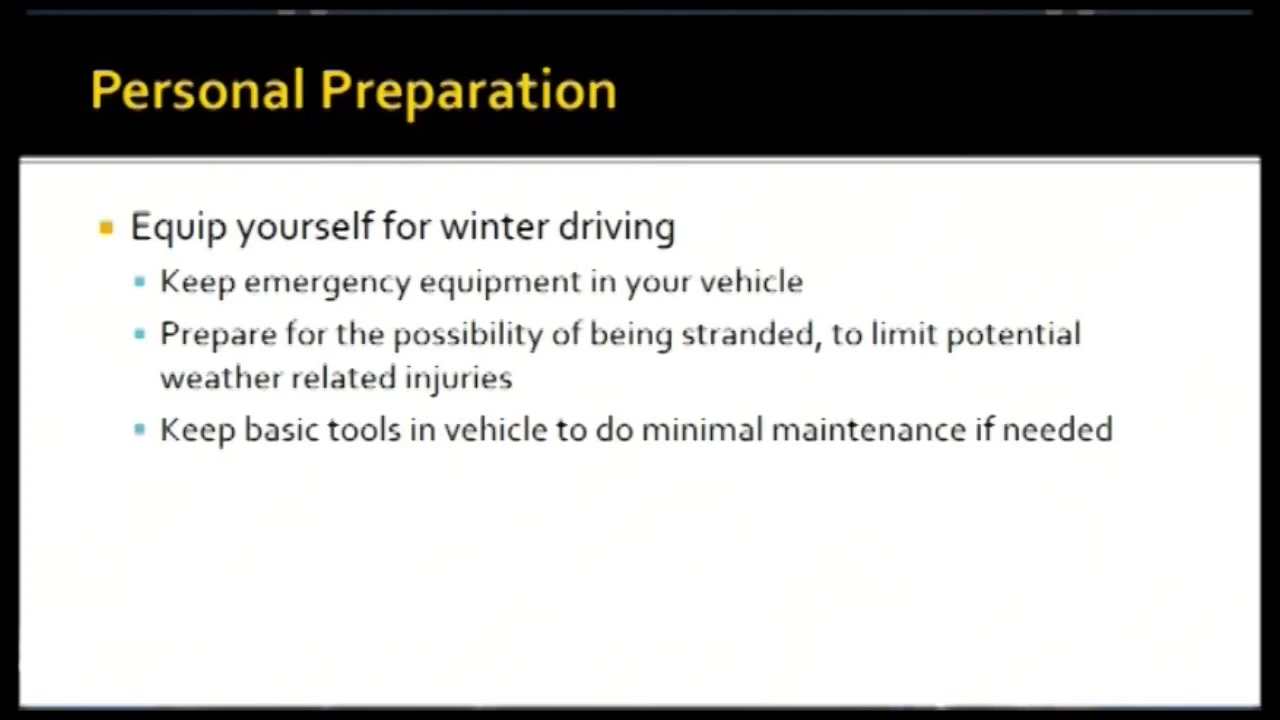 Personal Preparation
Equip yourself for winter driving
Keep emergency equipment in your vehicle
Prepare for the possibility of being stranded, to limit potential
weather related injuries
Keep basic tools in vehicle to do minimal maintenance if needed